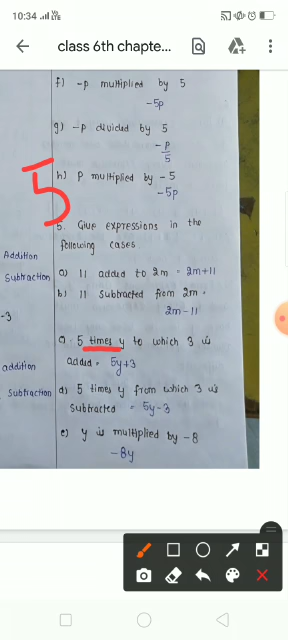 10:34
class 6th chapte...
f) -p multiplied by 5
-5p
g) -p divided by 5
-p
5
h) p multiplied by -5
-5p
5
5. Give expressions in the
following cases
Addition
Subtraction
a) 11 added to 2m = 2m+11
b) 11 Subtracted from 2m.
2m-11
-3
c) 5 times y to which 3 is
added = 5y+3
addition
Subtraction
d) 5 times y from which 3 is
subtracted = 5y-3
e) y is multiplied by -8
-8y